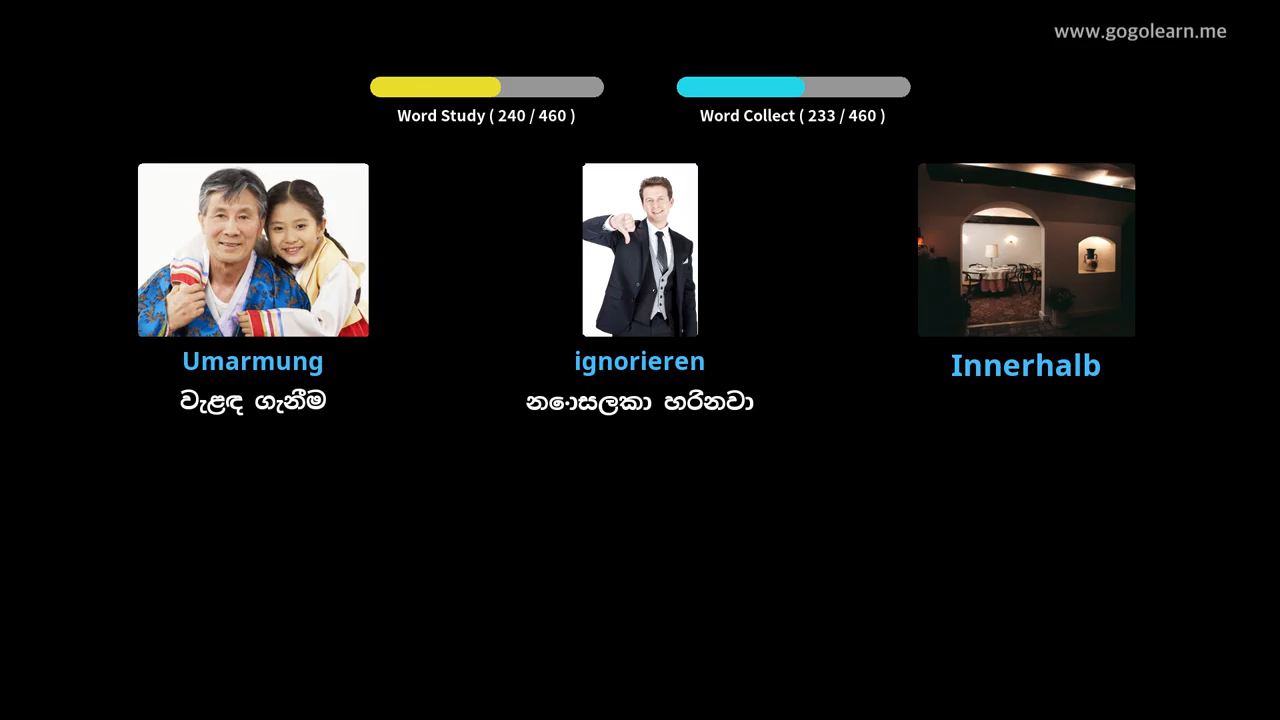 www.gogolearn.me
Word Study ( 240 / 460 )
Word Collect ( 233 / 460 )
Umarmung
වැළඳ ගැනීම
ignorieren
නොසලකා හරිනවා
Innerhalb